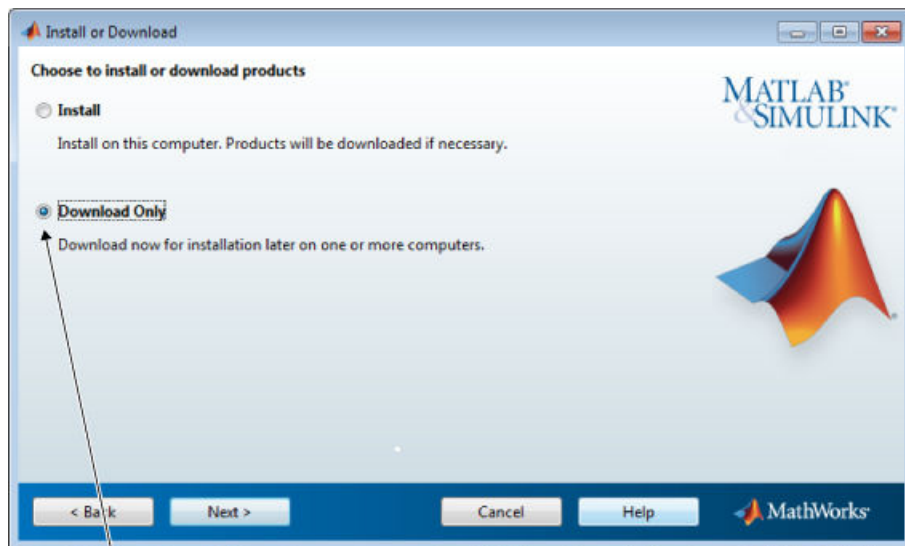 Install or Download
Choose to install or download products
MATLAB®
&SIMULINK®
Install
Install on this computer. Products will be downloaded if necessary.
Download Only
Download now for installation later on one or more computers.
< Back
Next >
Cancel
Help
MathWorks®